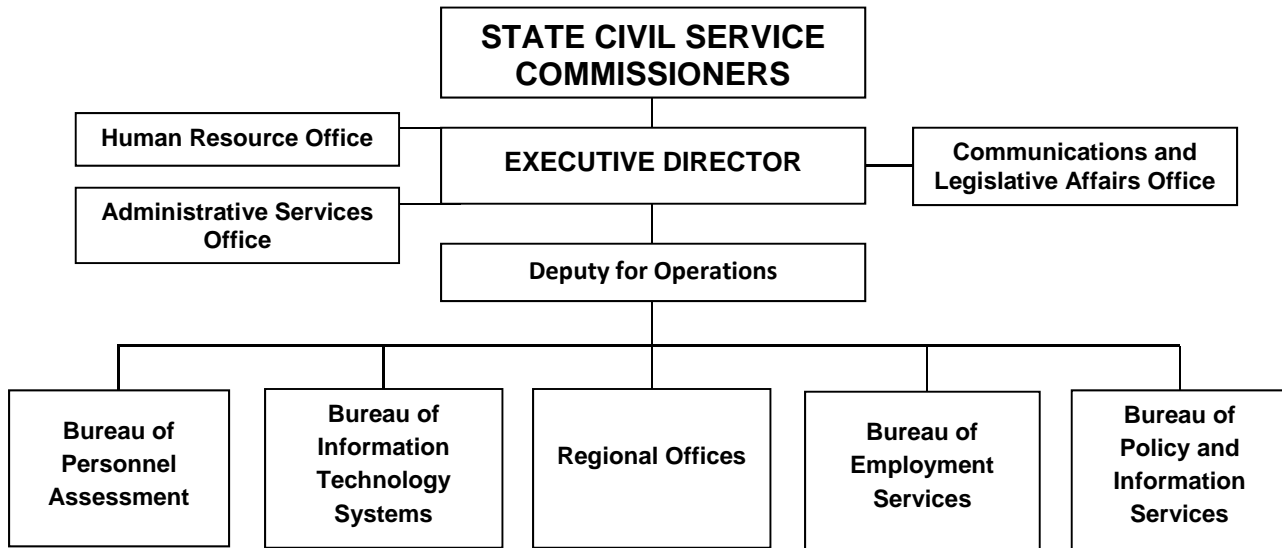 STATE CIVIL SERVICE
COMMISSIONERS
Human Resource Office
EXECUTIVE DIRECTOR
Communications and
Legislative Affairs Office
Administrative Services
Office
Deputy for Operations
Bureau of
Personnel
Assessment
Bureau of
Information
Technology
Systems
Regional Offices
Bureau of
Employment
Services
Bureau of
Policy and
Information
Services